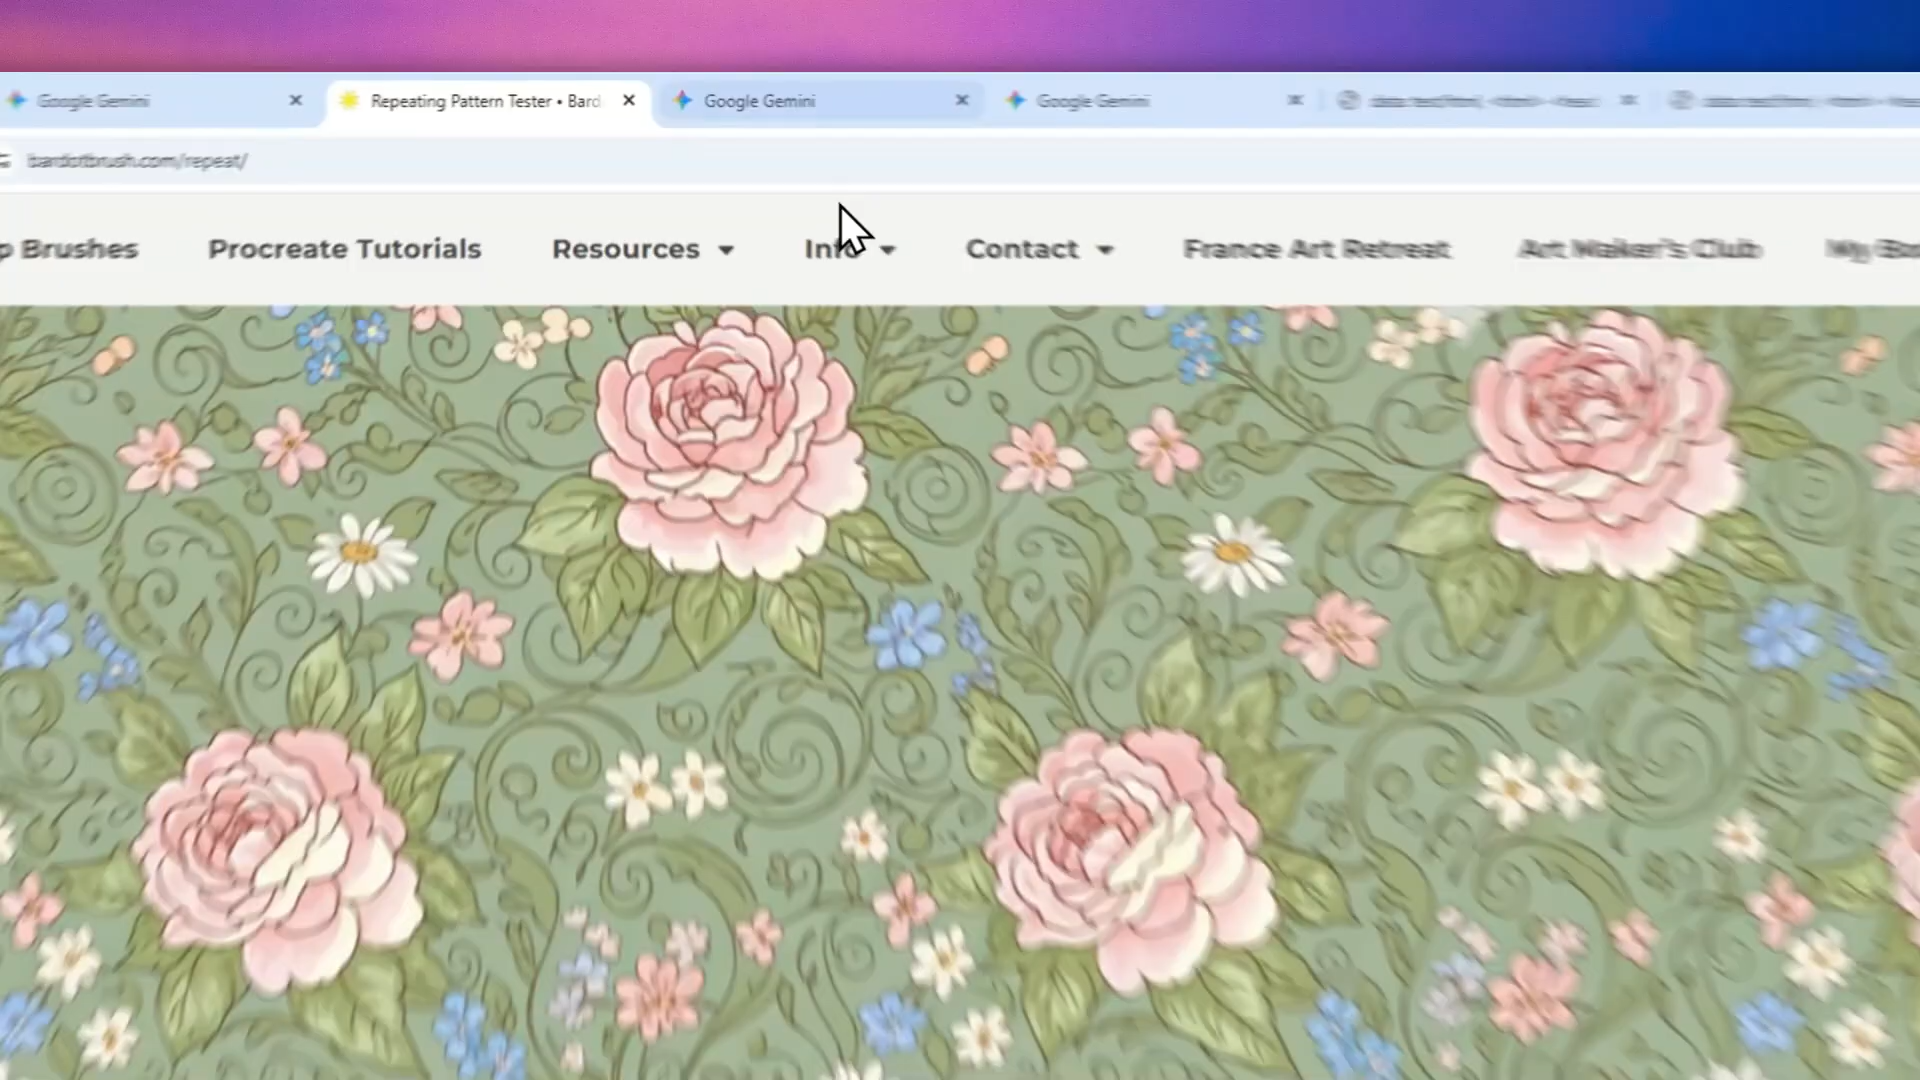 Google Gemini
Repeating Pattern Tester • Bard
Google Gemini
Google Gemini
bardotbrush.com/repeat/
p Brushes
Procreate Tutorials
Resources
Info
Contact
France Art Retreat
Art Maker's Club
My